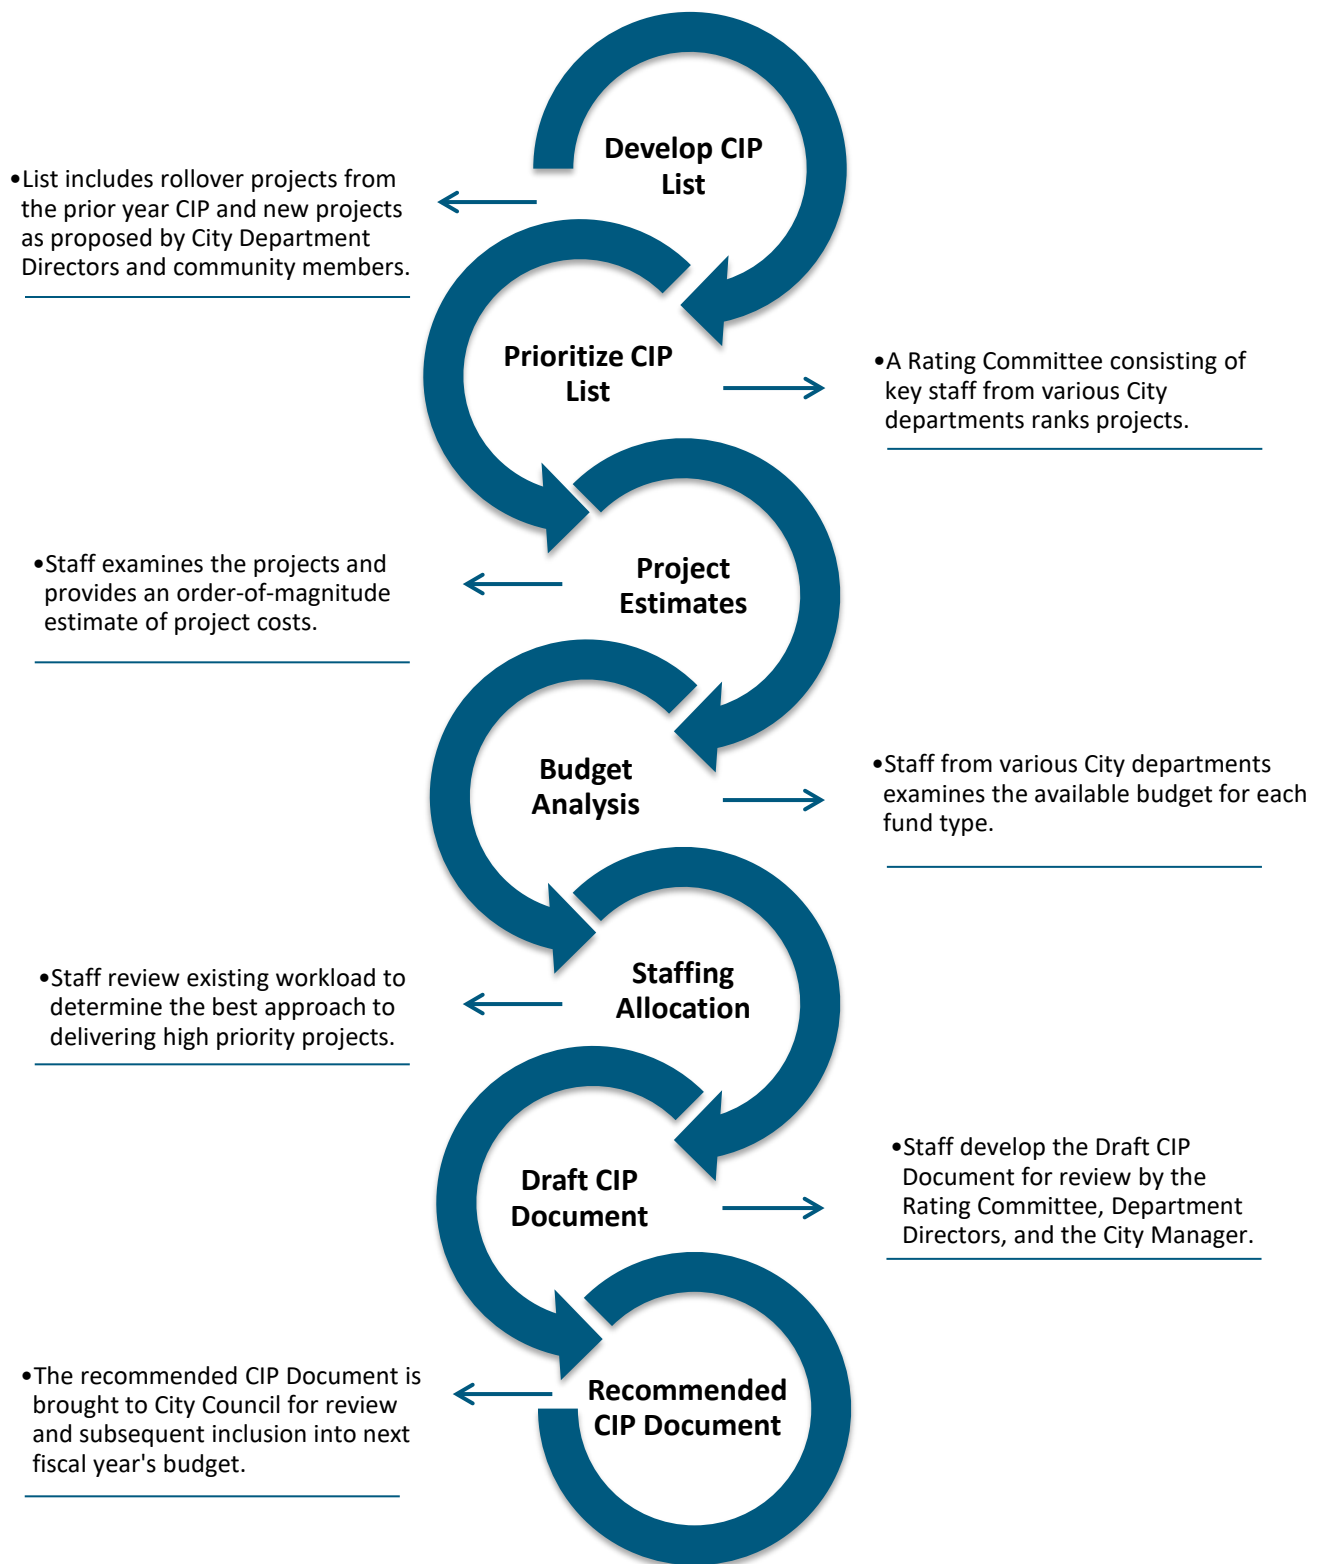 Develop CIP
List
•List includes rollover projects from
the prior year CIP and new projects
as proposed by City Department
Directors and community members.
Prioritize CIP
List
•A Rating Committee consisting of
key staff from various City
departments ranks projects.
Project
Estimates
•Staff examines the projects and
provides an order-of-magnitude
estimate of project costs.
Budget
Analysis
•Staff from various City departments
examines the available budget for each
fund type.
Staffing
Allocation
•Staff review existing workload to
determine the best approach to
delivering high priority projects.
Draft CIP
Document
•Staff develop the Draft CIP
Document for review by the
Rating Committee, Department
Directors, and the City Manager.
Recommended
CIP Document
•The recommended CIP Document is
brought to City Council for review
and subsequent inclusion into next
fiscal year's budget.